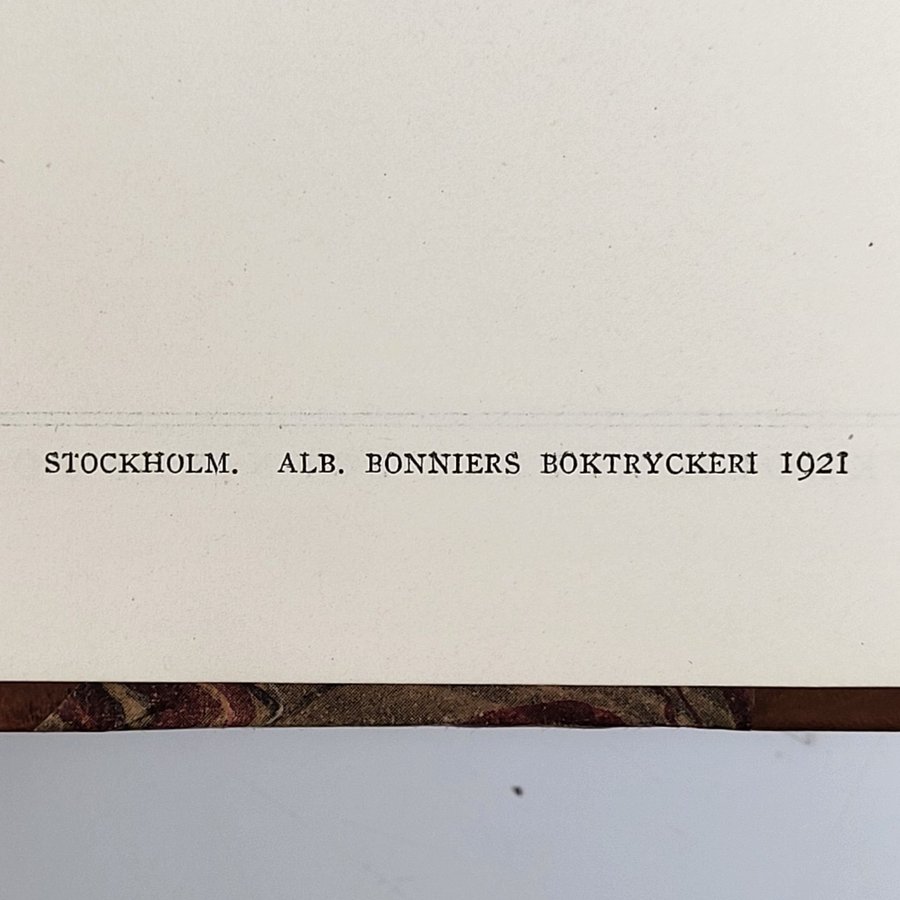 STOCKHOLM. ALB. BONNIERS BOKTRYCKERI 1921